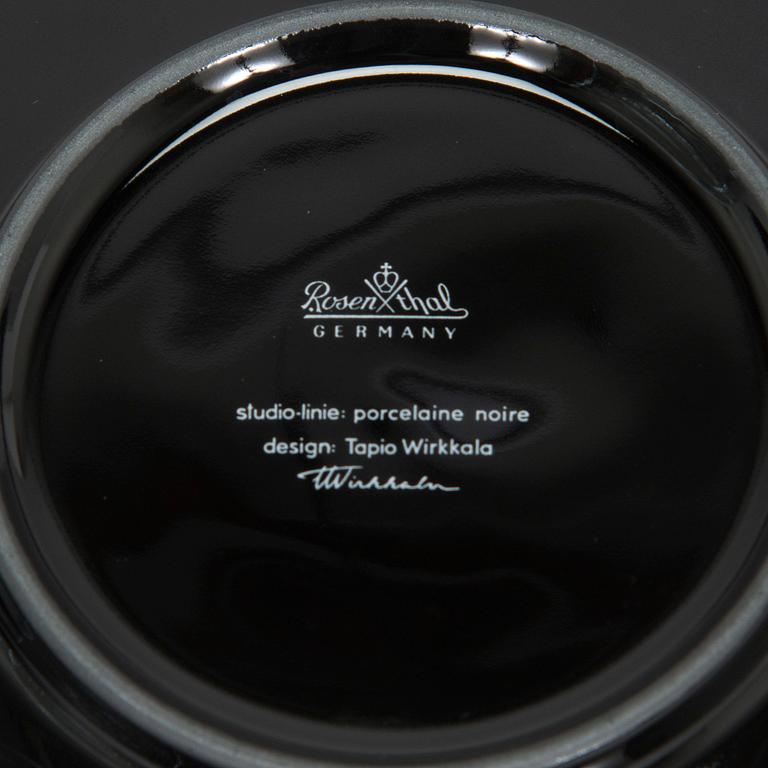 Rosenthal
GERMANY
studio-linie: porcelaine noire
design: Tapio Wirkkala
TWirkkala